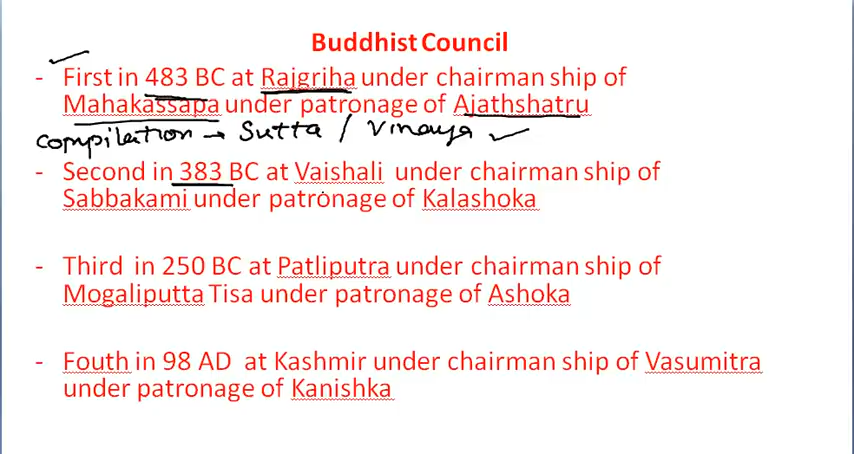 Buddhist Council
- First in 483 BC at Rajgriha under chairman ship of
Mahakassapa under patronage of Ajathshatru
compilation → Sutta / Vinaya
- Second in 383 BC at Vaishali under chairman ship of
Sabbakami under patronage of Kalashoka
- Third in 250 BC at Patliputra under chairman ship of
Mogaliputta Tisa under patronage of Ashoka
- Fouth in 98 AD at Kashmir under chairman ship of Vasumitra
under patronage of Kanishka